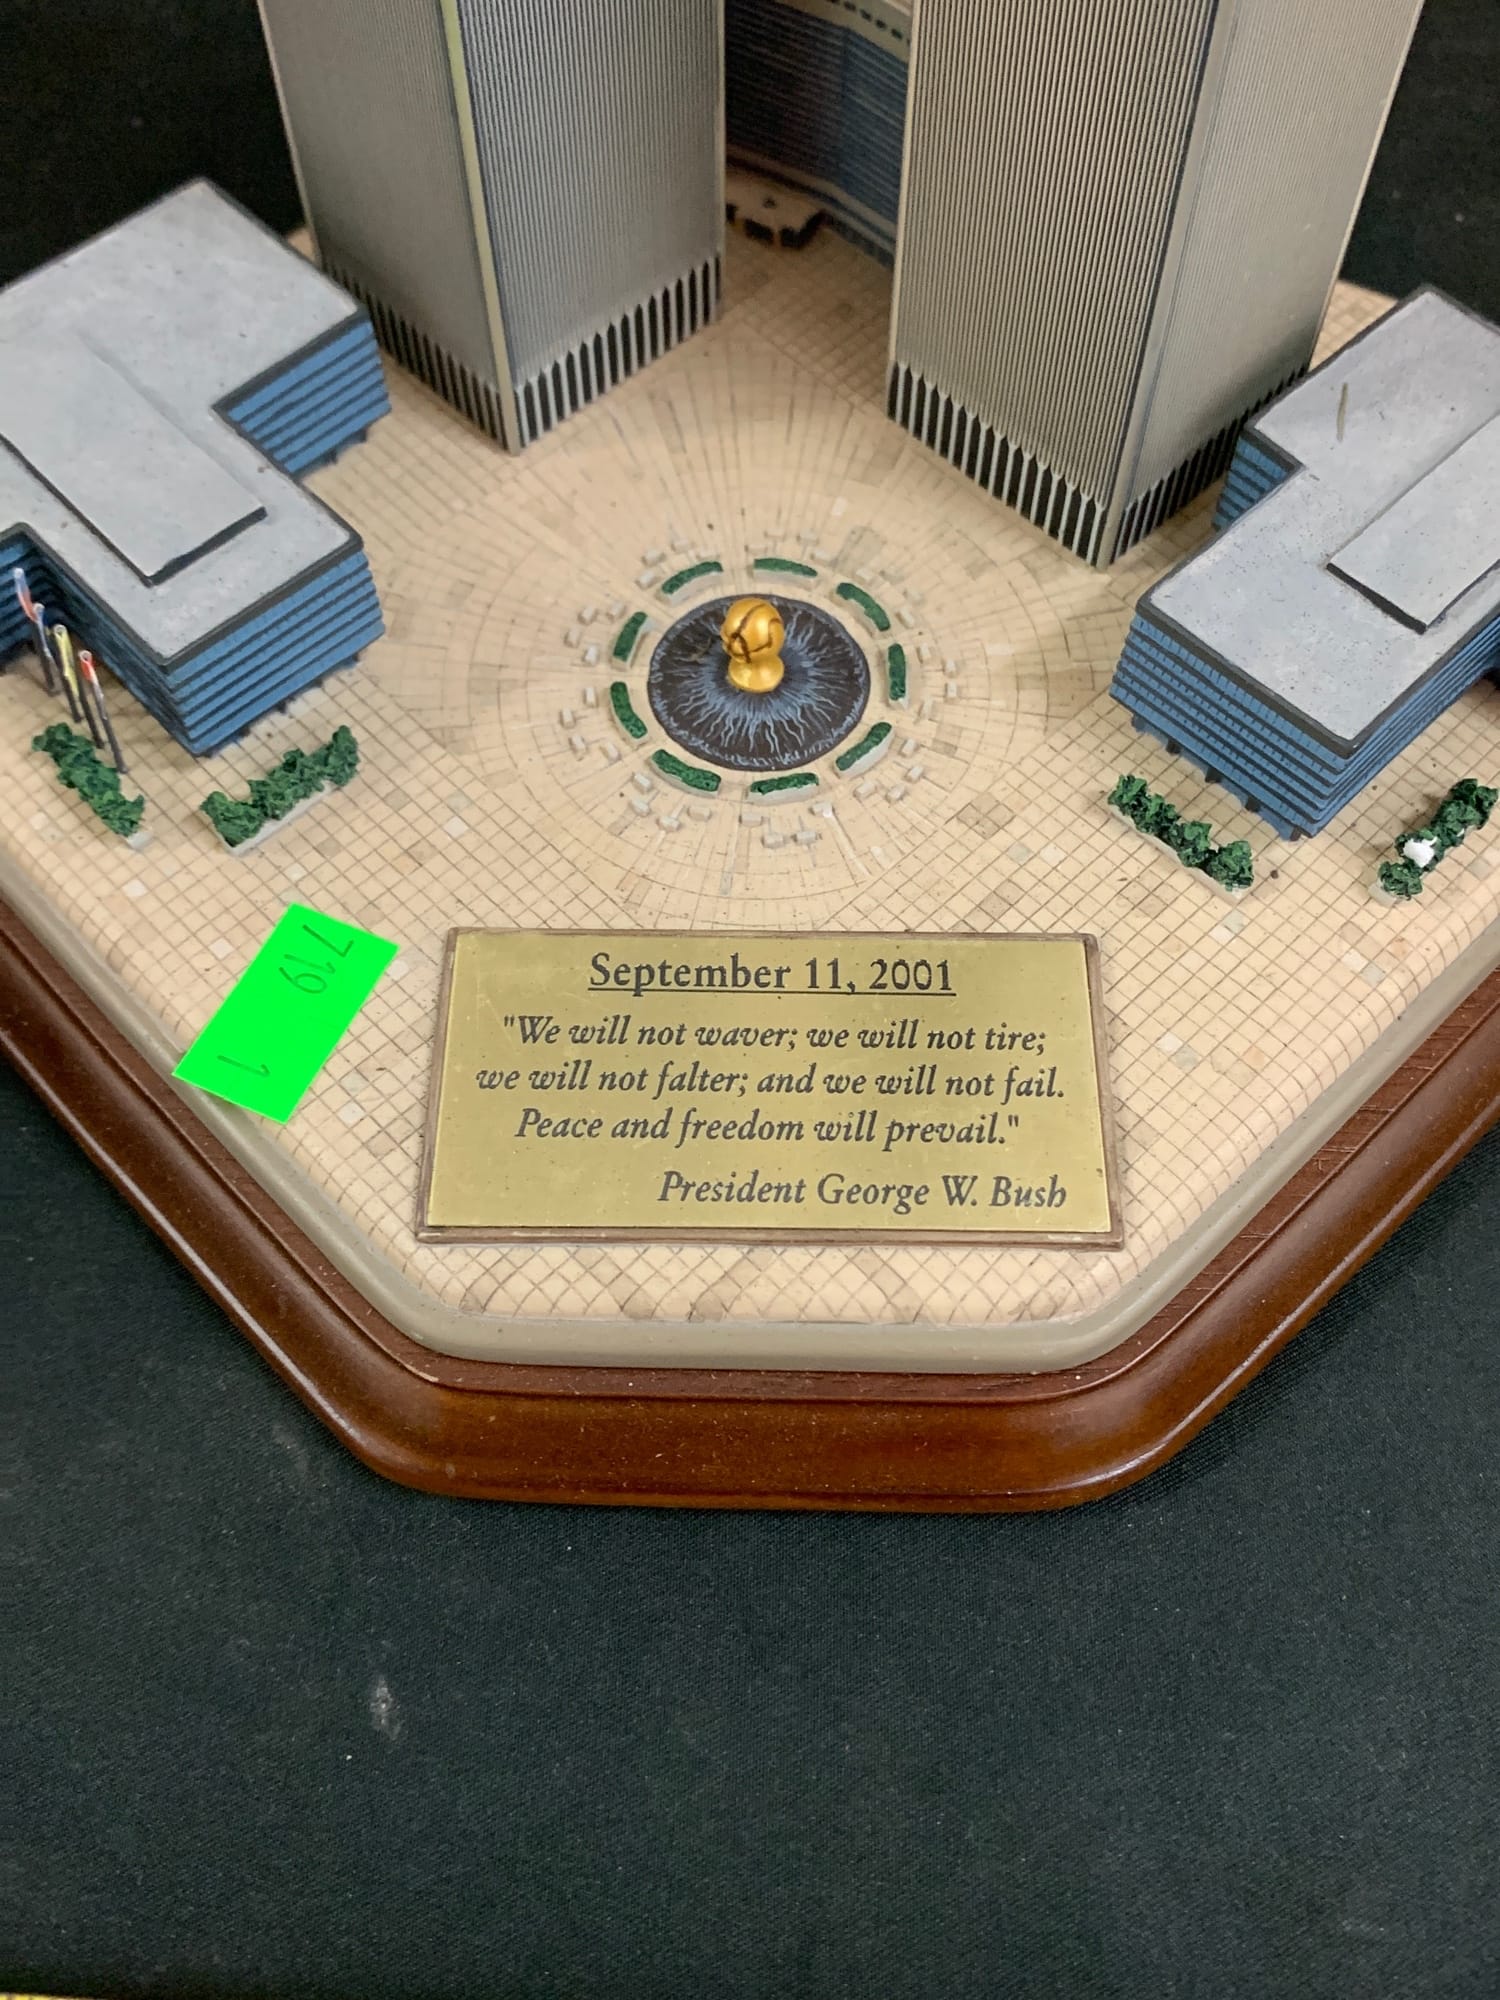 September 11, 2001
"We will not waver; we will not tire;
we will not falter; and we will not fail.
Peace and freedom will prevail."
President George W. Bush
719
1